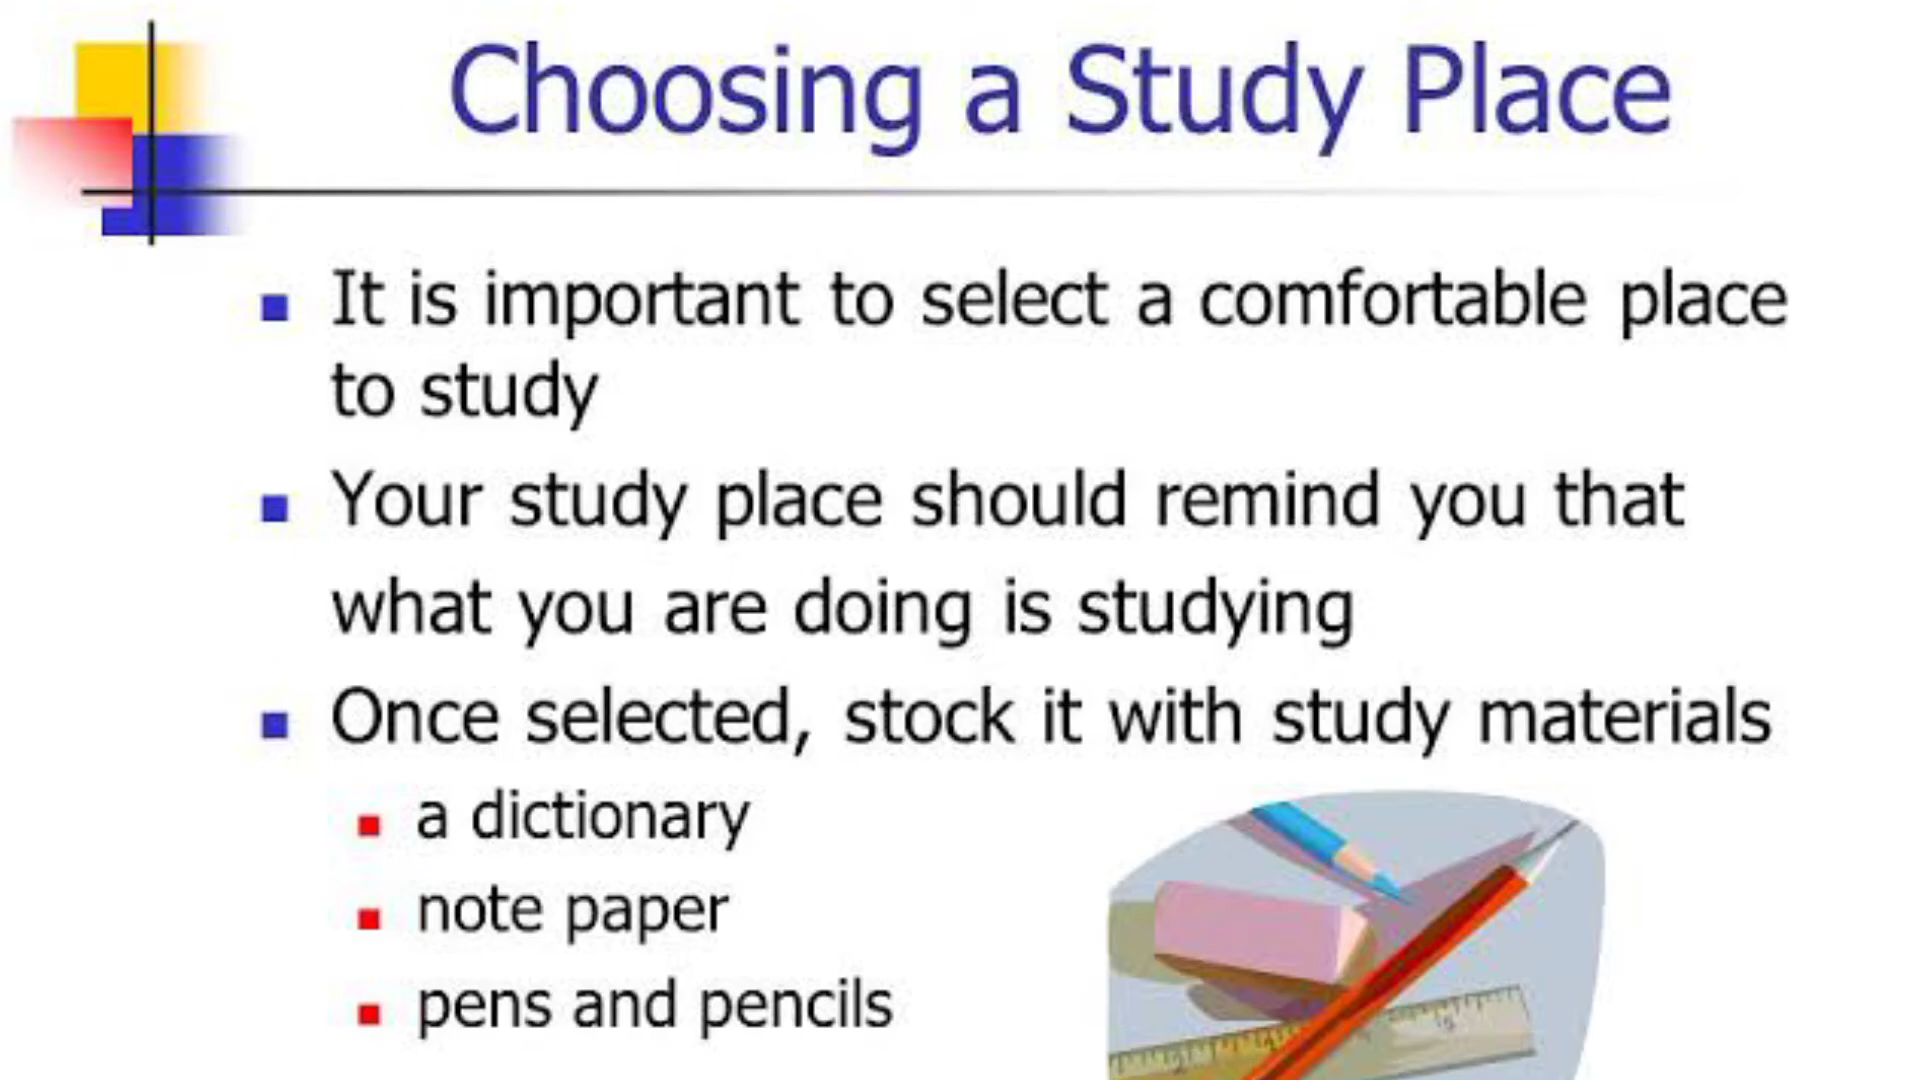 Choosing a Study Place
It is important to select a comfortable place
to study
Your study place should remind you that
what you are doing is studying
Once selected, stock it with study materials
a dictionary
note paper
pens and pencils